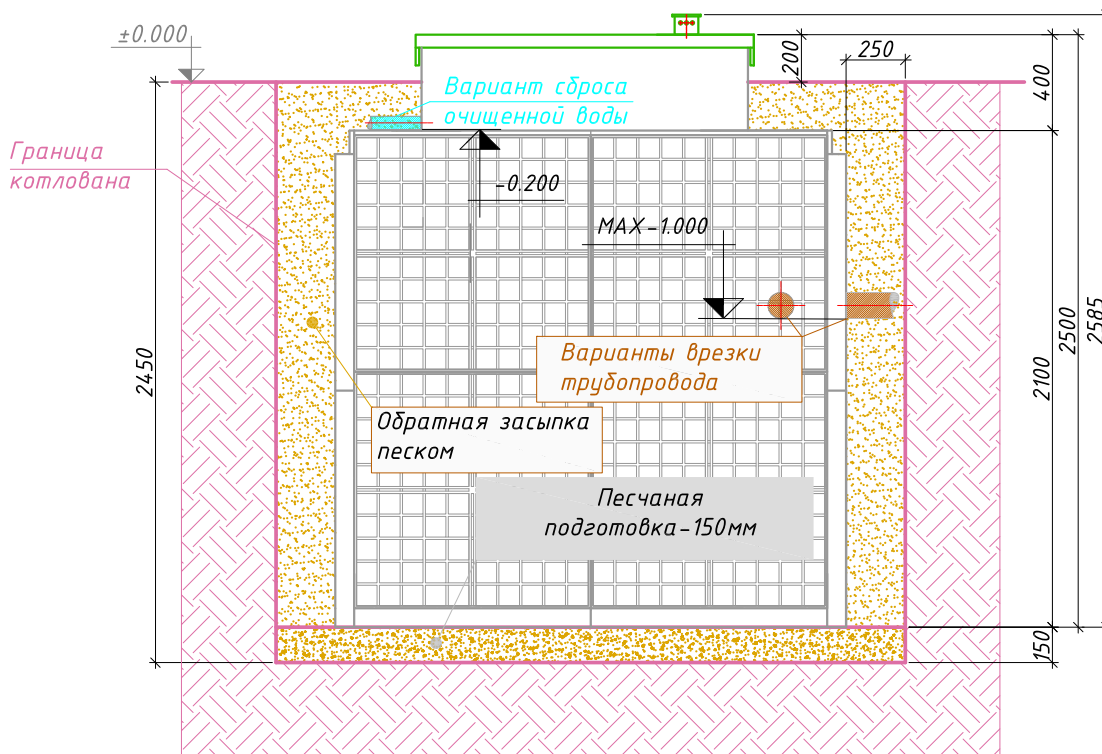 ±0.000
200
250
400
Вариант сброса
очищенной воды
Граница
котлована
-0.200
MAX-1.000
2450
Варианты врезки
трубопровода
2100
2500
2585
Обратная засыпка
песком
Песчаная
подготовка-150мм
150